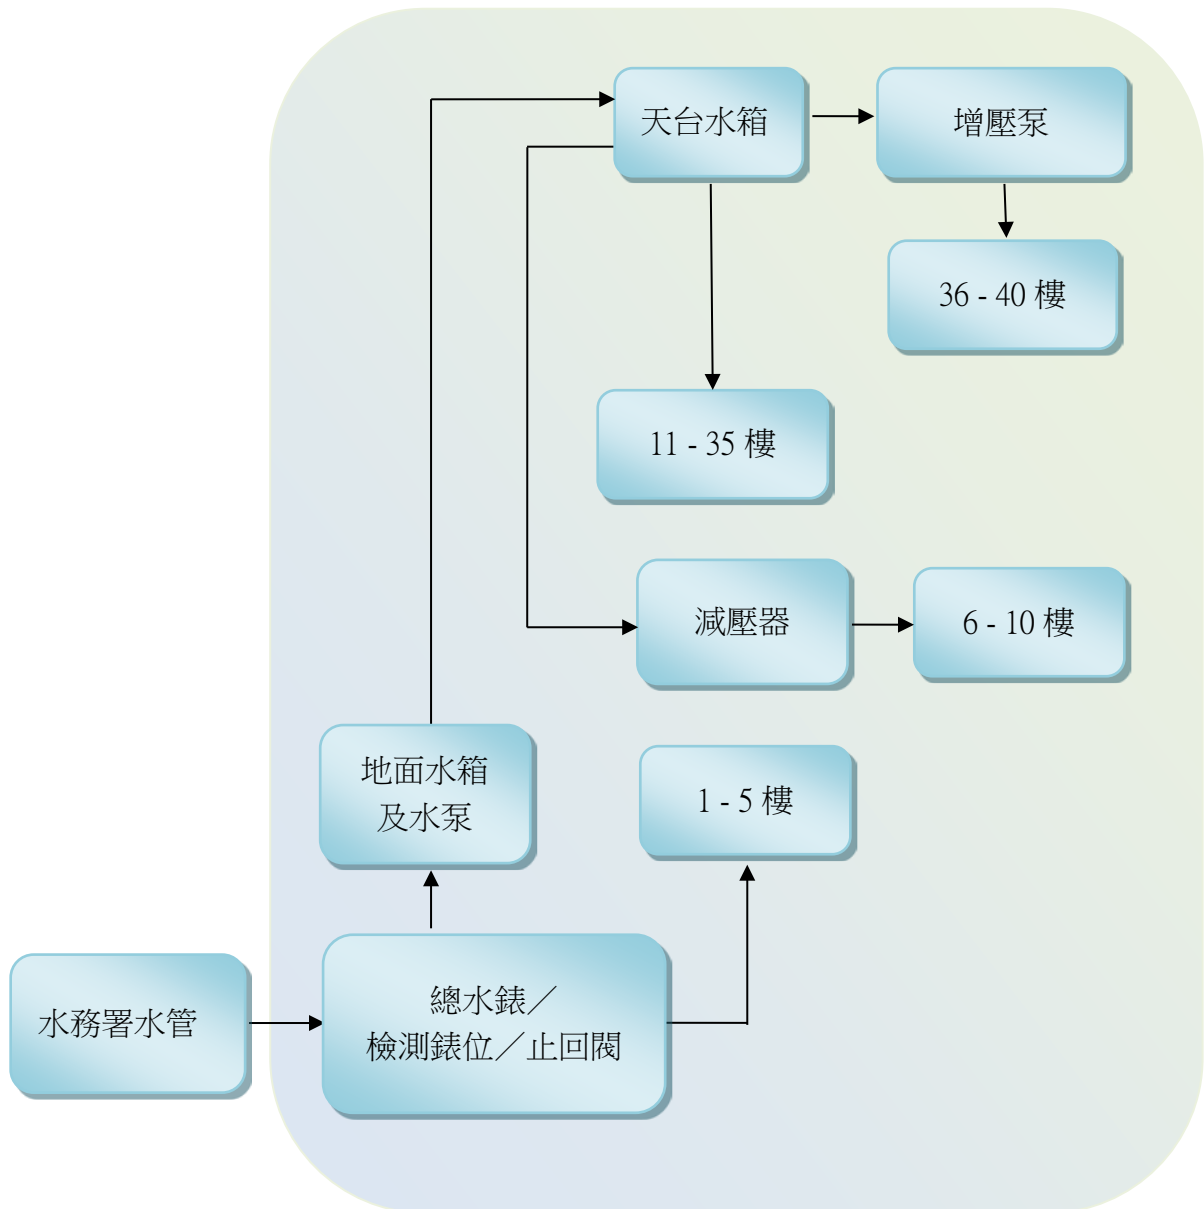 天台水箱
增壓泵
36 - 40 樓
11 - 35 樓
減壓器
6 - 10 樓
地面水箱
及水泵
1 - 5 樓
水務署水管
總水錶／
檢測錶位／止回閥